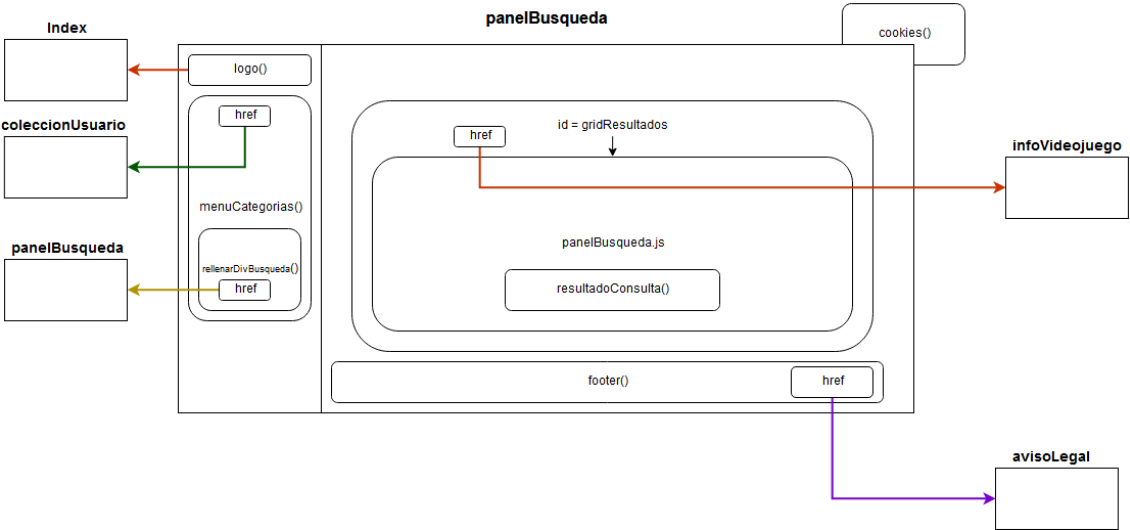 panelBusqueda
cookies()
Index
logo()
href
coleccionUsuario
menuCategorias()
panelBusqueda
rellenarDivBusqueda()
href
id = gridResultados
href
infoVideojuego
panelBusqueda.js
resultadoConsulta()
footer()
href
avisoLegal